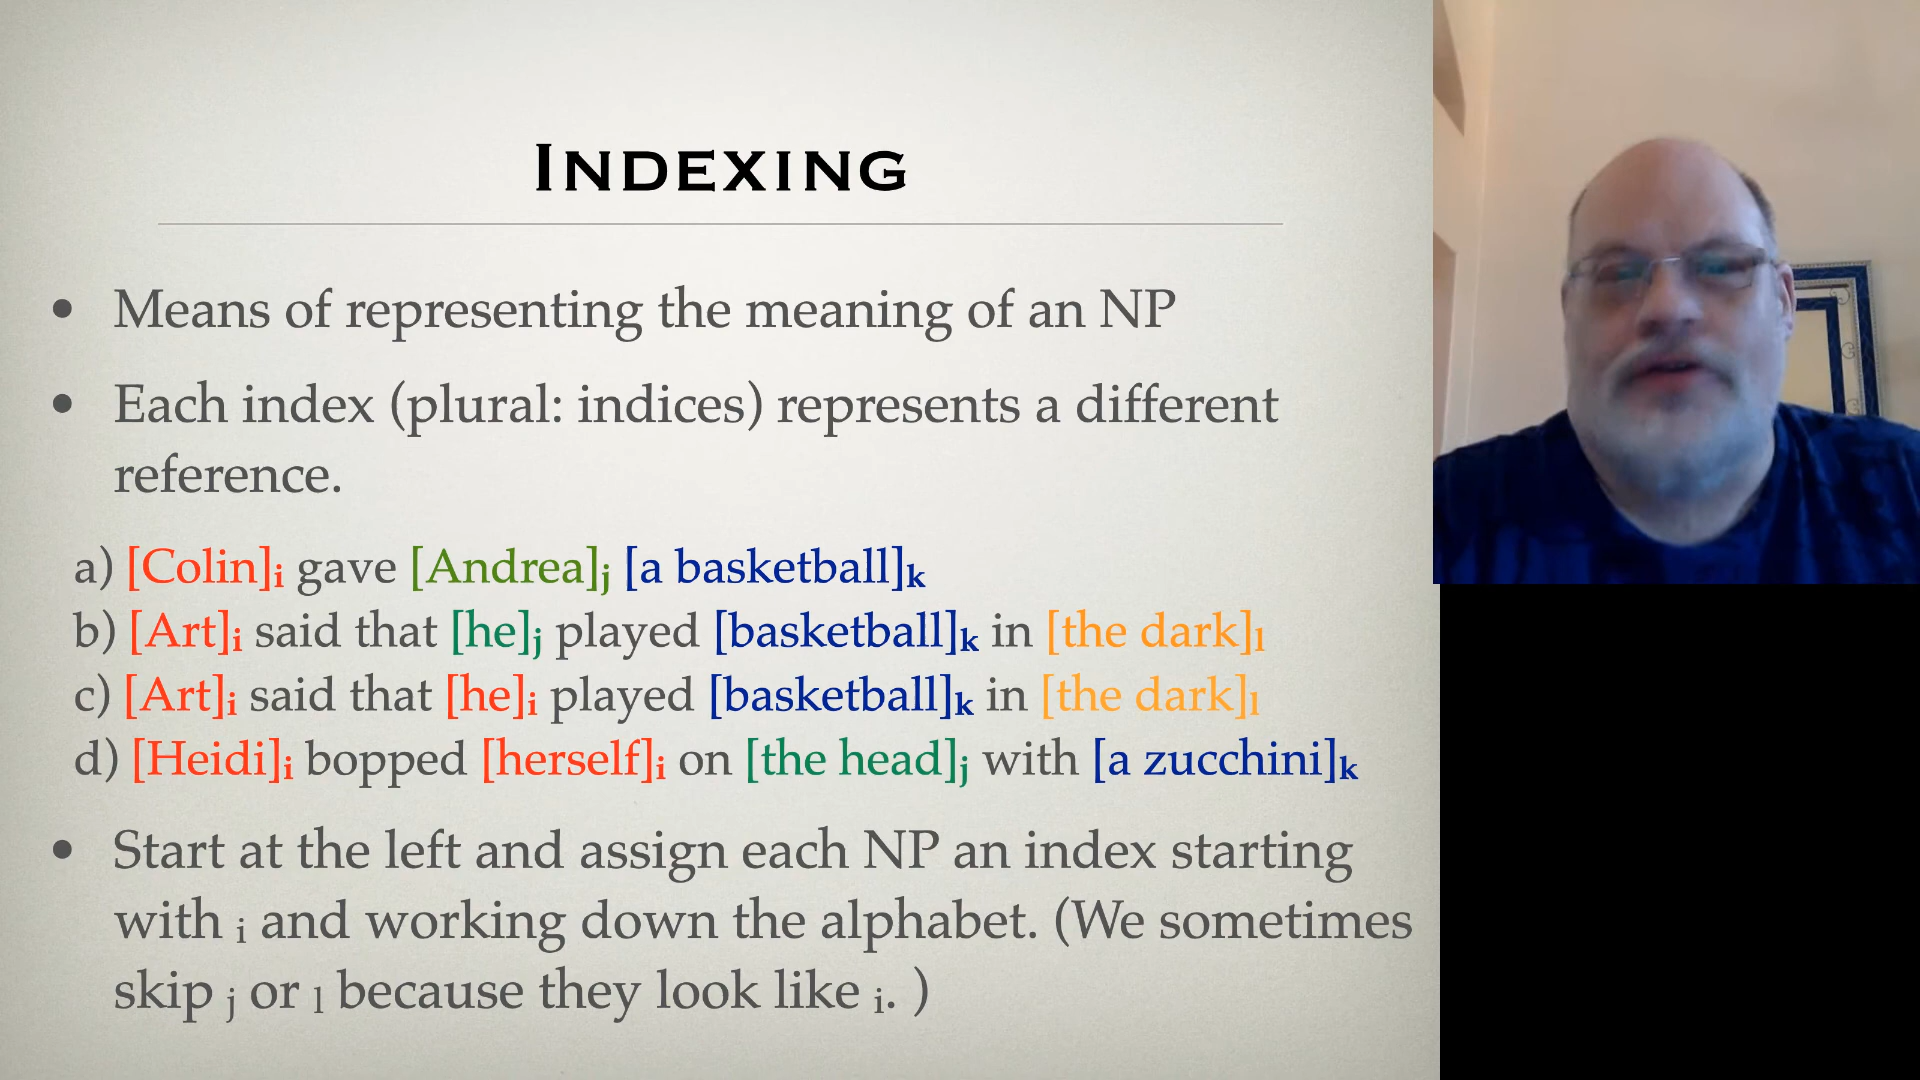 INDEXING
• Means of representing the meaning of an NP
• Each index (plural: indices) represents a different
reference.
a) [Colin]i gave [Andrea]j [a basketball]k
b) [Art]i said that [he]j played [basketball]k in [the dark]l
c) [Art]i said that [he]i played [basketball]k in [the dark]l
d) [Heidi]i bopped [herself]i on [the head]j with [a zucchini]k
• Start at the left and assign each NP an index starting
with i and working down the alphabet. (We sometimes
skip j or l because they look like i. )